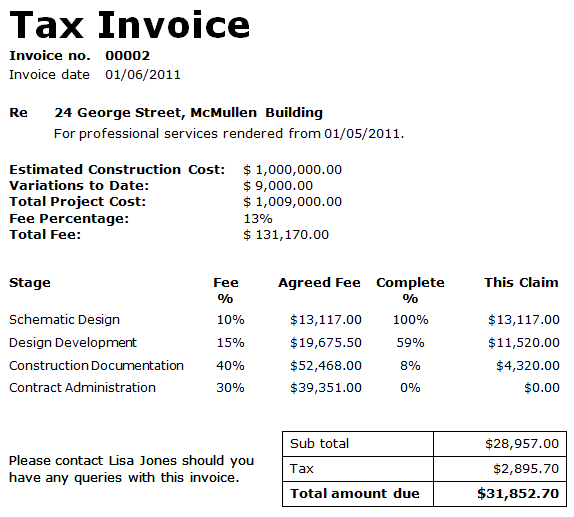 Tax Invoice
Invoice no. 00002
Invoice date 01/06/2011
Re 24 George Street, McMullen Building
For professional services rendered from 01/05/2011.
Estimated Construction Cost: $ 1,000,000.00
Variations to Date: $ 9,000.00
Total Project Cost: $ 1,009,000.00
Fee Percentage: 13%
Total Fee: $ 131,170.00
Stage Fee % Agreed Fee Complete % This Claim
Schematic Design 10% $13,117.00 100% $13,117.00
Design Development 15% $19,675.50 59% $11,520.00
Construction Documentation 40% $52,468.00 8% $4,320.00
Contract Administration 30% $39,351.00 0% $0.00
Please contact Lisa Jones should you
have any queries with this invoice.
Sub total $28,957.00
Tax $2,895.70
Total amount due $31,852.70